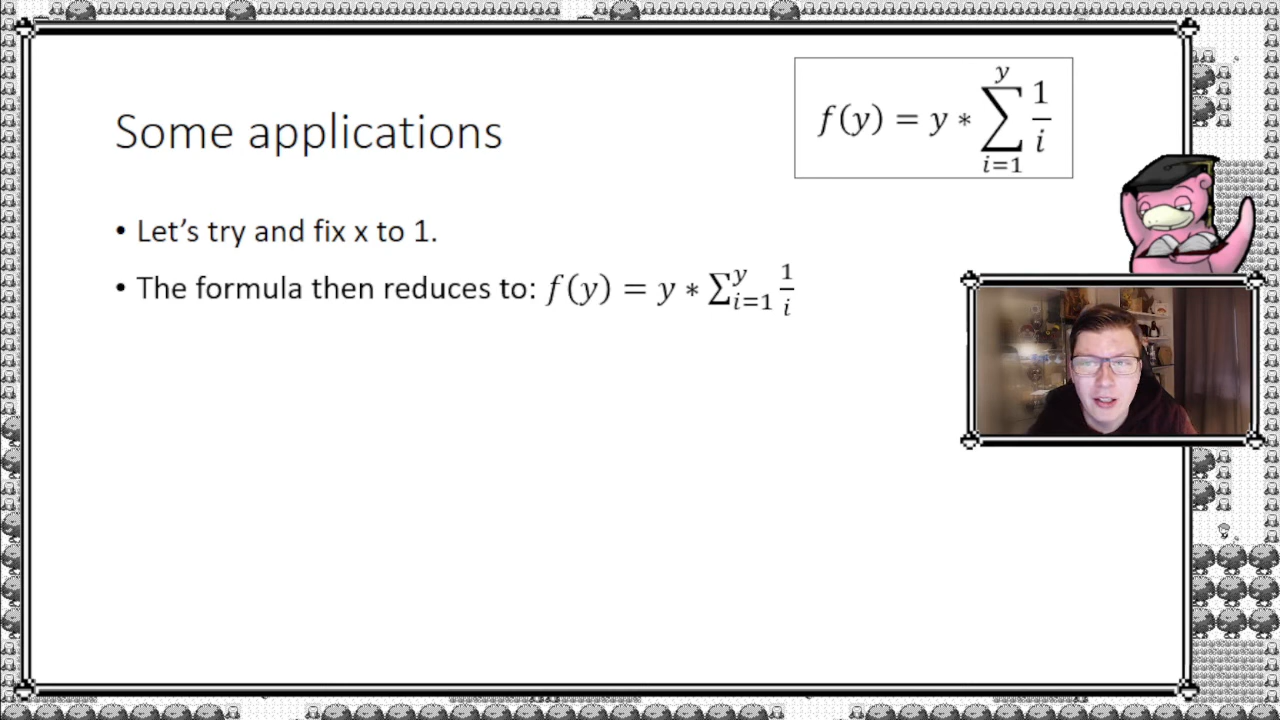 Some applications
f(y) = y * ∑_{i=1}^{y} 1/i
• Let's try and fix x to 1.
• The formula then reduces to: f(y) = y * ∑_{i=1}^{y} 1/i